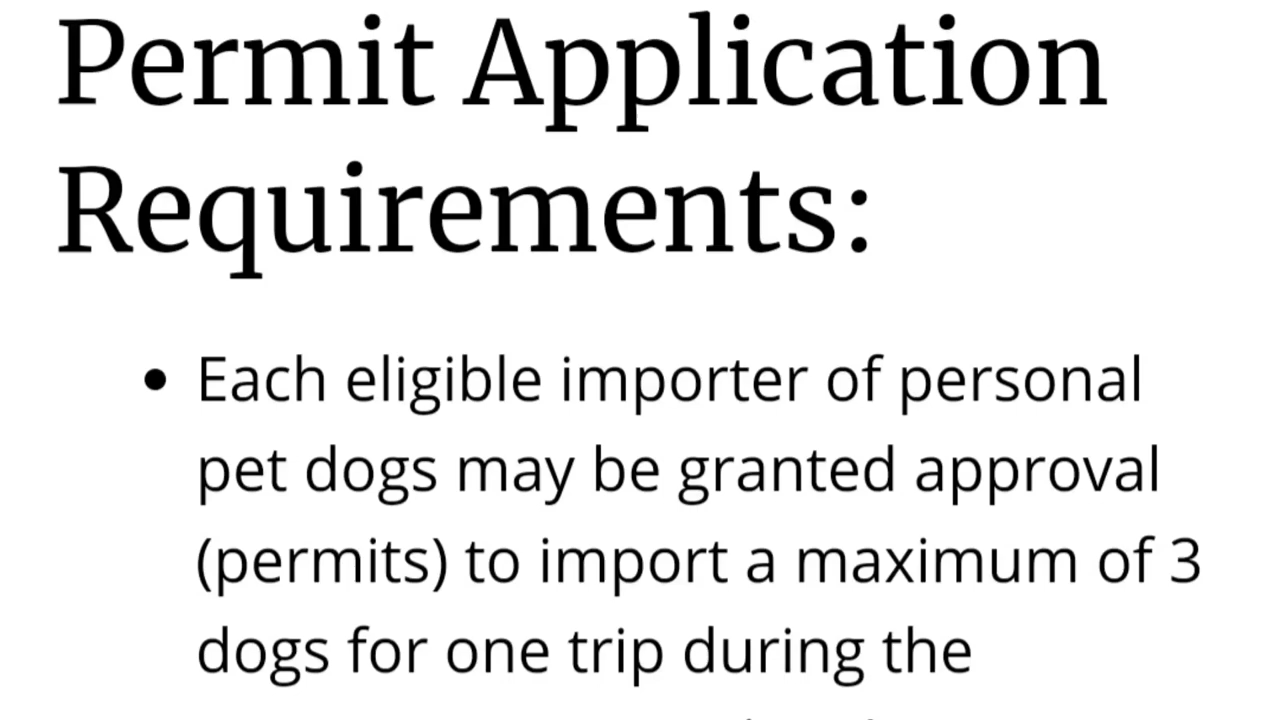 Permit Application
Requirements:
• Each eligible importer of personal
pet dogs may be granted approval
(permits) to import a maximum of 3
dogs for one trip during the